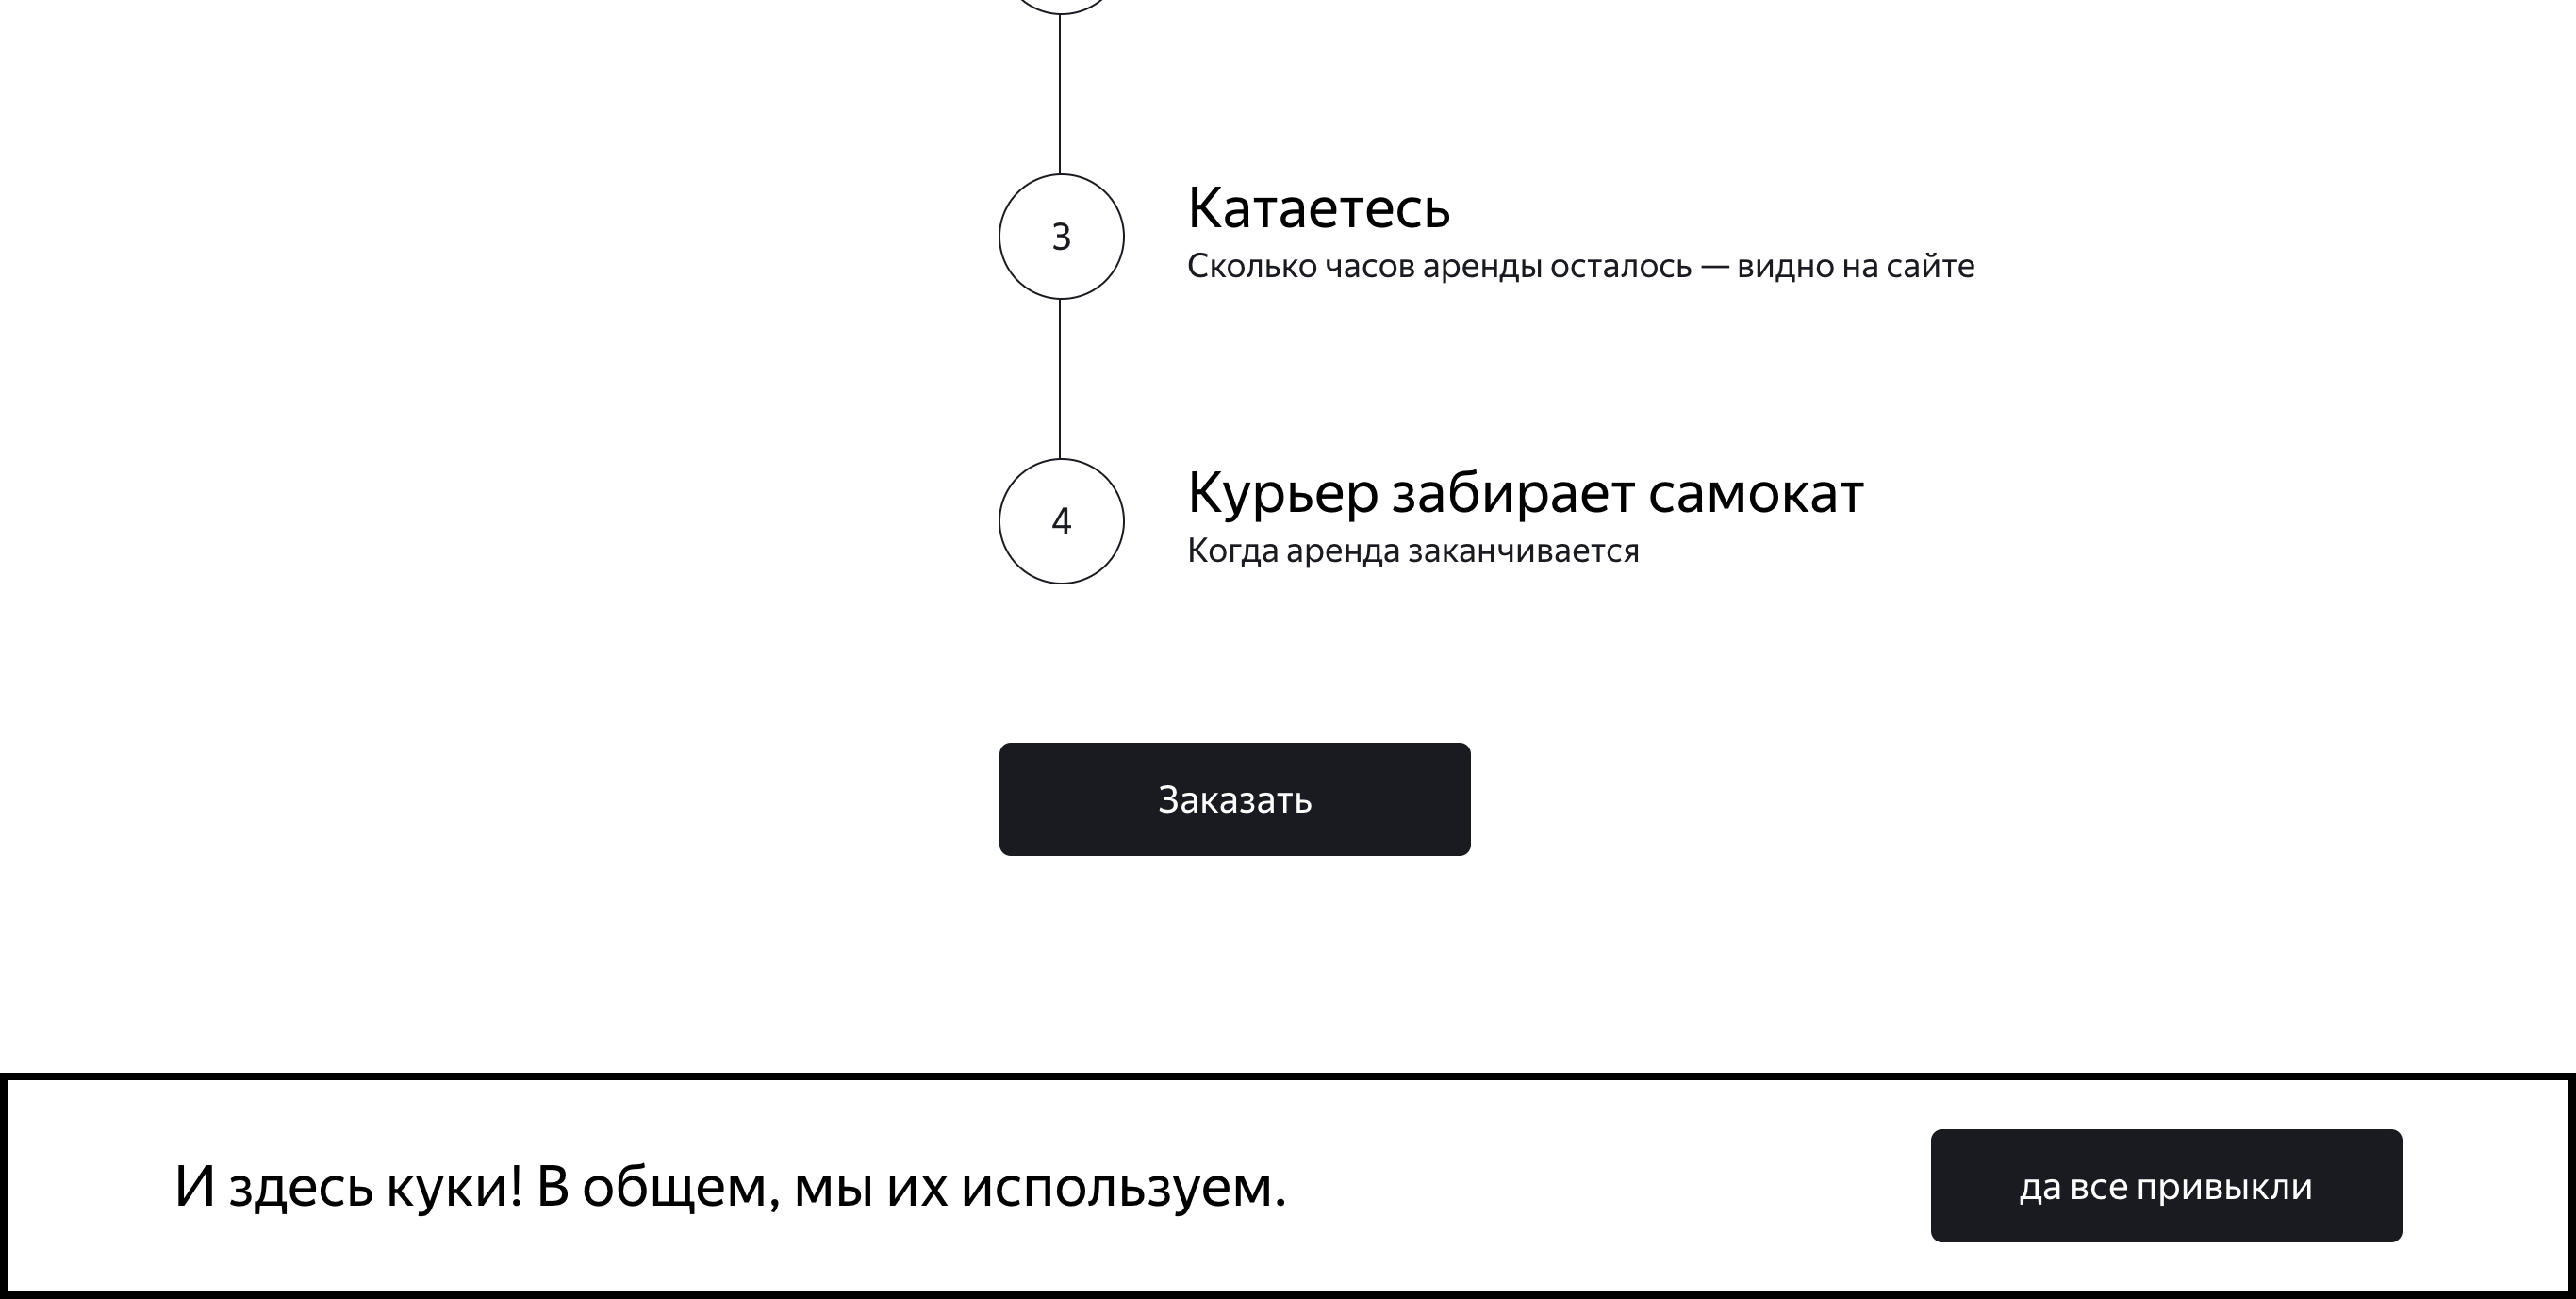 3
Катаетесь
Сколько часов аренды осталось — видно на сайте
4
Курьер забирает самокат
Когда аренда заканчивается
Заказать
И здесь куки! В общем, мы их используем.
да все привыкли